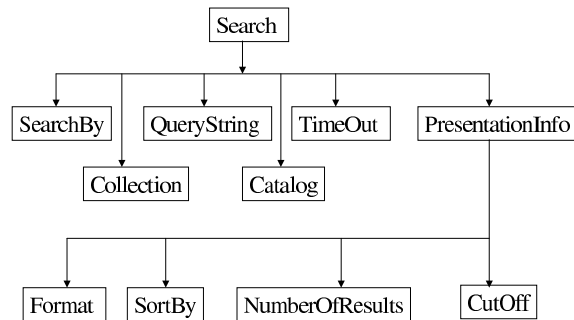 Search
SearchBy
QueryString
TimeOut
PresentationInfo
Collection
Catalog
Format
SortBy
NumberOfResults
CutOff